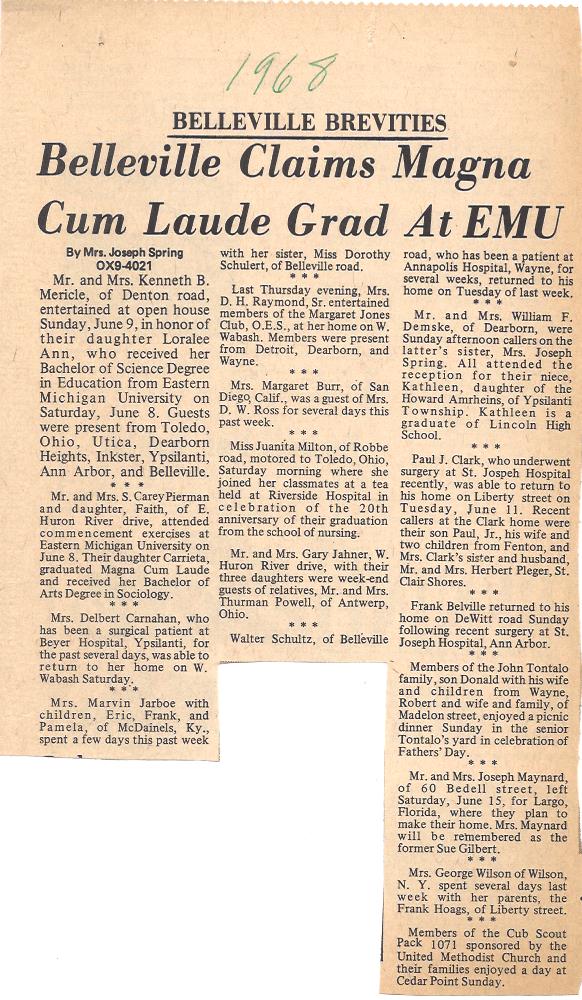 1968
BELLEVILLE BREVITIES
Belleville Claims Magna
Cum Laude Grad At EMU
By Mrs. Joseph Spring
OX9-4021
Mr. and Mrs. Kenneth B.
Mericle, of Denton road,
entertained at open house
Sunday, June 9, in honor of
their daughter Loralee
Ann, who received her
Bachelor of Science Degree
in Education from Eastern
Michigan University on
Saturday, June 8. Guests
were present from Toledo,
Ohio, Utica, Dearborn
Heights, Inkster, Ypsilanti,
Ann Arbor, and Belleville.
* * *
Mr. and Mrs. S. Carey Pierman
and daughter, Faith, of E.
Huron River drive, attended
commencement exercises at
Eastern Michigan University on
June 8. Their daughter Carrieta,
graduated Magna Cum Laude
and received her Bachelor of
Arts Degree in Sociology.
* * *
Mrs. Delbert Carnahan, who
has been a surgical patient at
Beyer Hospital, Ypsilanti, for
the past several days, was able to
return to her home on W.
Wabash Saturday.
* * *
Mrs. Marvin Jarboe with
children, Eric, Frank, and
Pamela, of McDainels, Ky.,
spent a few days this past week
with her sister, Miss Dorothy
Schulert, of Belleville road.
* * *
Last Thursday evening, Mrs.
D. H. Raymond, Sr. entertained
members of the Margaret Jones
Club, O.E.S., at her home on W.
Wabash. Members were present
from Detroit, Dearborn, and
Wayne.
* * *
Mrs. Margaret Burr, of San
Diego, Calif., was a guest of Mrs.
D. W. Ross for several days this
past week.
* * *
Miss Juanita Milton, of Robbe
road, motored to Toledo, Ohio,
Saturday morning where she
joined her classmates at a tea
held at Riverside Hospital in
celebration of the 20th
anniversary of their graduation
from the school of nursing.
* * *
Mr. and Mrs. Gary Jahner, W.
Huron River drive, with their
three daughters were week-end
guests of relatives, Mr. and Mrs.
Thurman Powell, of Antwerp,
Ohio.
* * *
Walter Schultz, of Belleville
road, who has been a patient at
Annapolis Hospital, Wayne, for
several weeks, returned to his
home on Tuesday of last week.
* * *
Mr. and Mrs. William F.
Demske, of Dearborn, were
Sunday afternoon callers on the
latter's sister, Mrs. Joseph
Spring. All attended the
reception for their niece,
Kathleen, daughter of the
Howard Amrheins, of Ypsilanti
Township. Kathleen is a
graduate of Lincoln High
School.
* * *
Paul J. Clark, who underwent
surgery at St. Jospeh Hospital
recently, was able to return to
his home on Liberty street on
Tuesday, June 11. Recent
callers at the Clark home were
their son Paul, Jr., his wife and
two children from Fenton, and
Mrs. Clark's sister and husband,
Mr. and Mrs. Herbert Pleger, St.
Clair Shores.
* * *
Frank Belville returned to his
home on DeWitt road Sunday
following recent surgery at St.
Joseph Hospital, Ann Arbor.
* * *
Members of the John Tontalo
family, son Donald with his wife
and children from Wayne,
Robert and wife and family, of
Madelon street, enjoyed a picnic
dinner Sunday in the senior
Tontalo's yard in celebration of
Fathers' Day.
* * *
Mr. and Mrs. Joseph Maynard,
of 60 Bedell street, left
Saturday, June 15, for Largo,
Florida, where they plan to
make their home. Mrs. Maynard
will be remembered as the
former Sue Gilbert.
* * *
Mrs. George Wilson of Wilson,
N. Y. spent several days last
week with her parents, the
Frank Hoags, of Liberty street.
* * *
Members of the Cub Scout
Pack 1071 sponsored by the
United Methodist Church and
their families enjoyed a day at
Cedar Point Sunday.